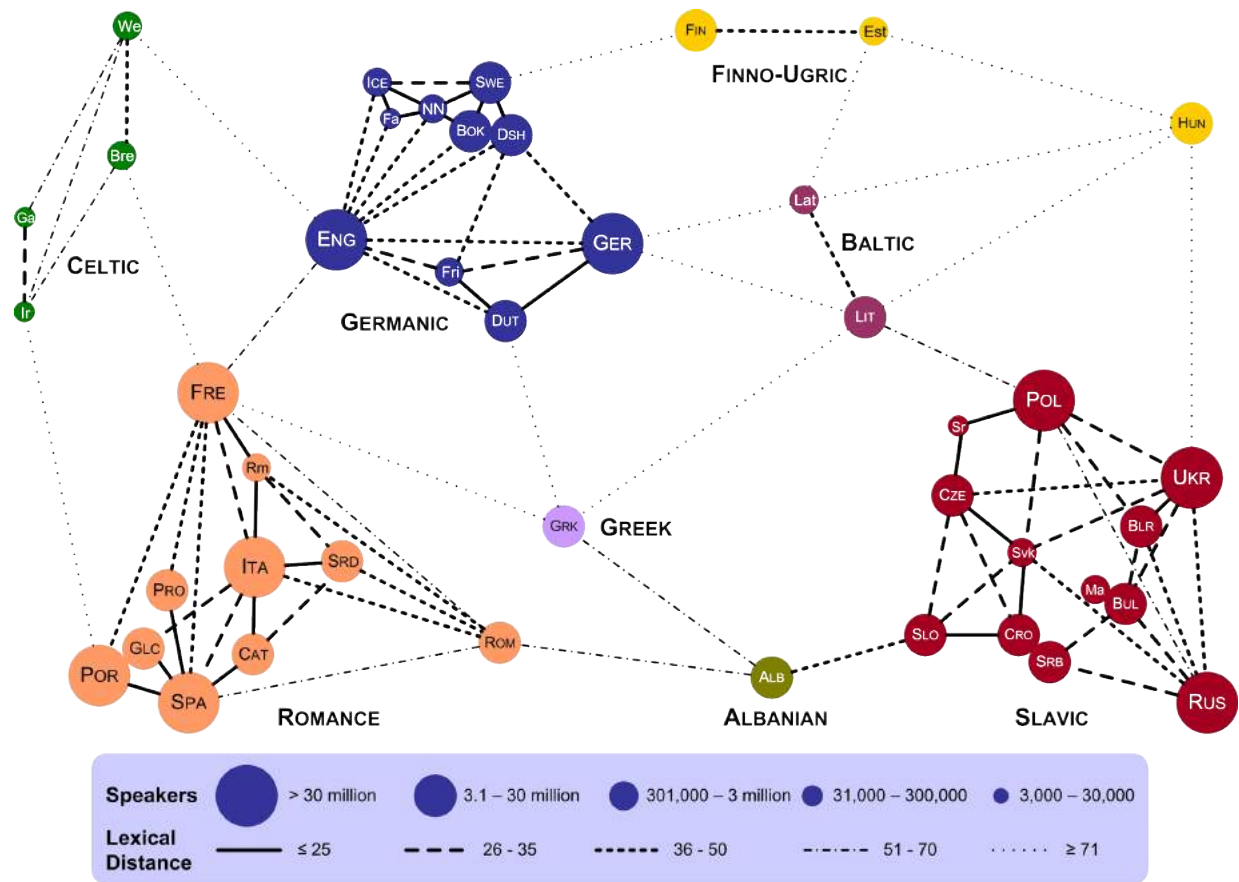 We
FIN
Est
FINNO-UGRIC
ICE
SWE
NN
Fa
BOK
DSH
HUN
Bre
Lat
Ga
ENG
GER
BALTIC
CELTIC
Fri
Ir
GERMANIC
DUT
LIT
FRE
POL
Sr
Rm
UKR
CZE
GRK
GREEK
BLR
ITA
SRD
Svk
PRO
Ma
BUL
GLC
CAT
ROM
SLO
CRO
SRB
POR
SPA
ALB
RUS
ROMANCE
ALBANIAN
SLAVIC
Speakers > 30 million 3.1 – 30 million 301,000 – 3 million 31,000 – 300,000 3,000 – 30,000
Lexical
Distance ≤ 25 26 - 35 36 - 50 51 - 70 ≥ 71